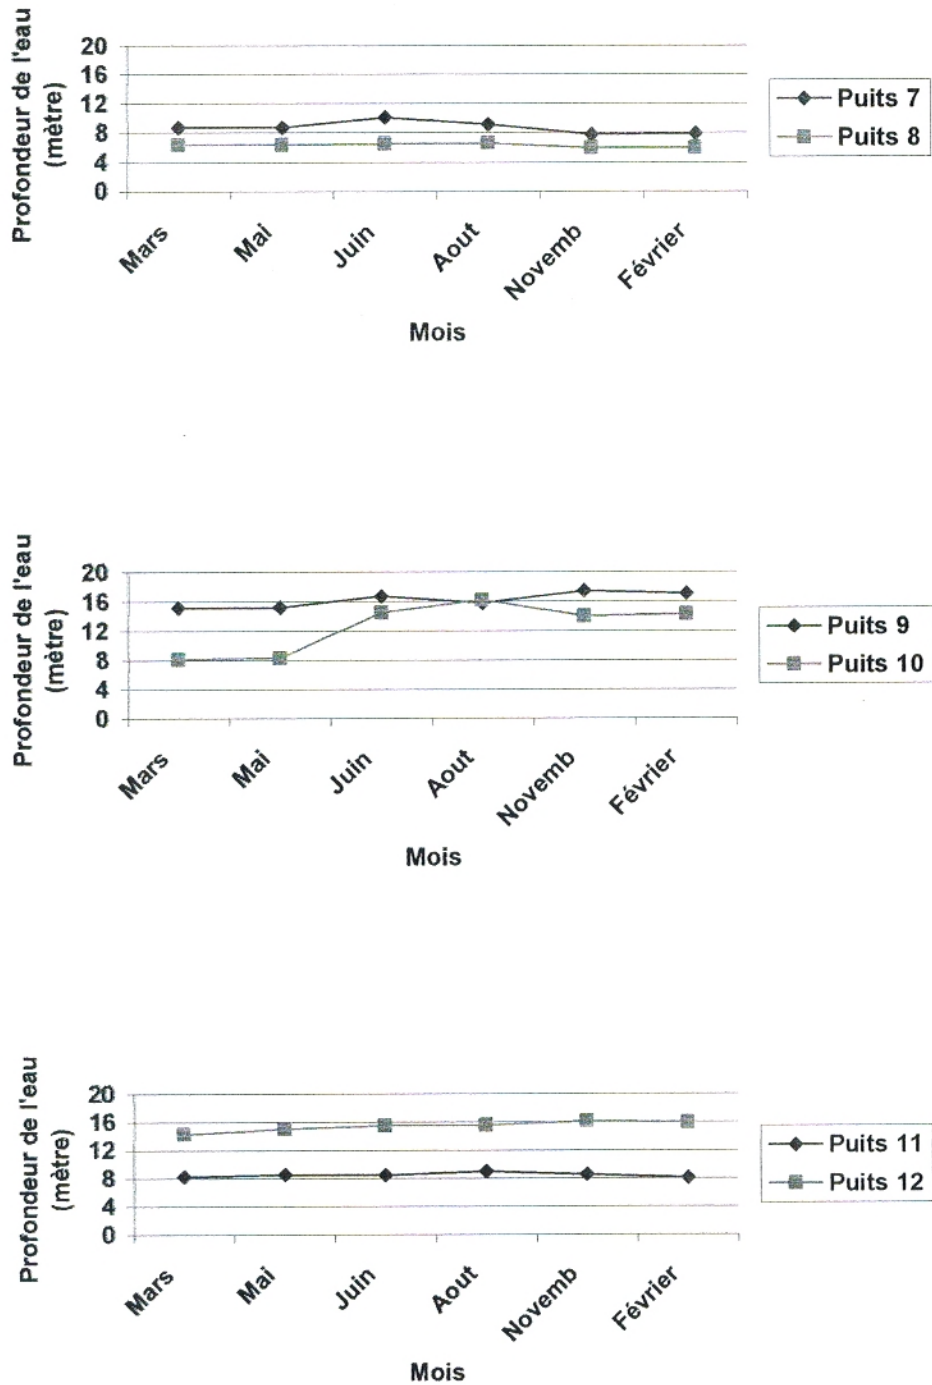 Profondeur de l'eau
(mètre)
20
16
12
8
4
0
Mars
Mai
Juin
Aout
Novemb
Février
Mois
Puits 7
Puits 8
Profondeur de l'eau
(mètre)
20
16
12
8
4
0
Mars
Mai
Juin
Aout
Novemb
Février
Mois
Puits 9
Puits 10
Profondeur de l'eau
(mètre)
20
16
12
8
4
0
Mars
Mai
Juin
Aout
Novemb
Février
Mois
Puits 11
Puits 12